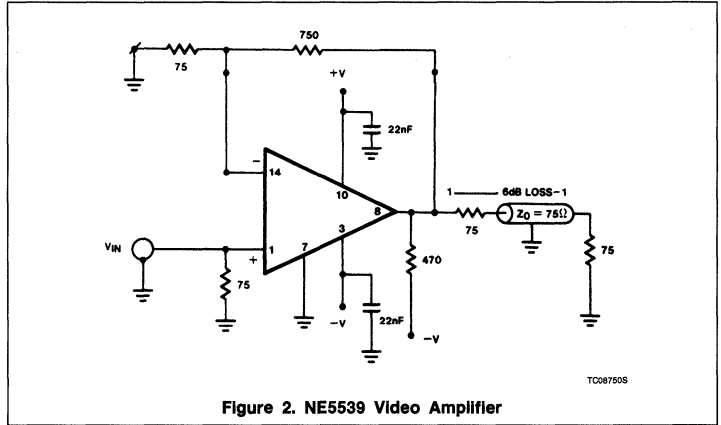 750
75
+V
22nF
−
14
10
1 6dB LOSS-1
8
Z₀ = 75Ω
75
3
VIN
1
7
+
470
75
75
−V
22nF
−V
TC08750S
Figure 2. NE5539 Video Amplifier